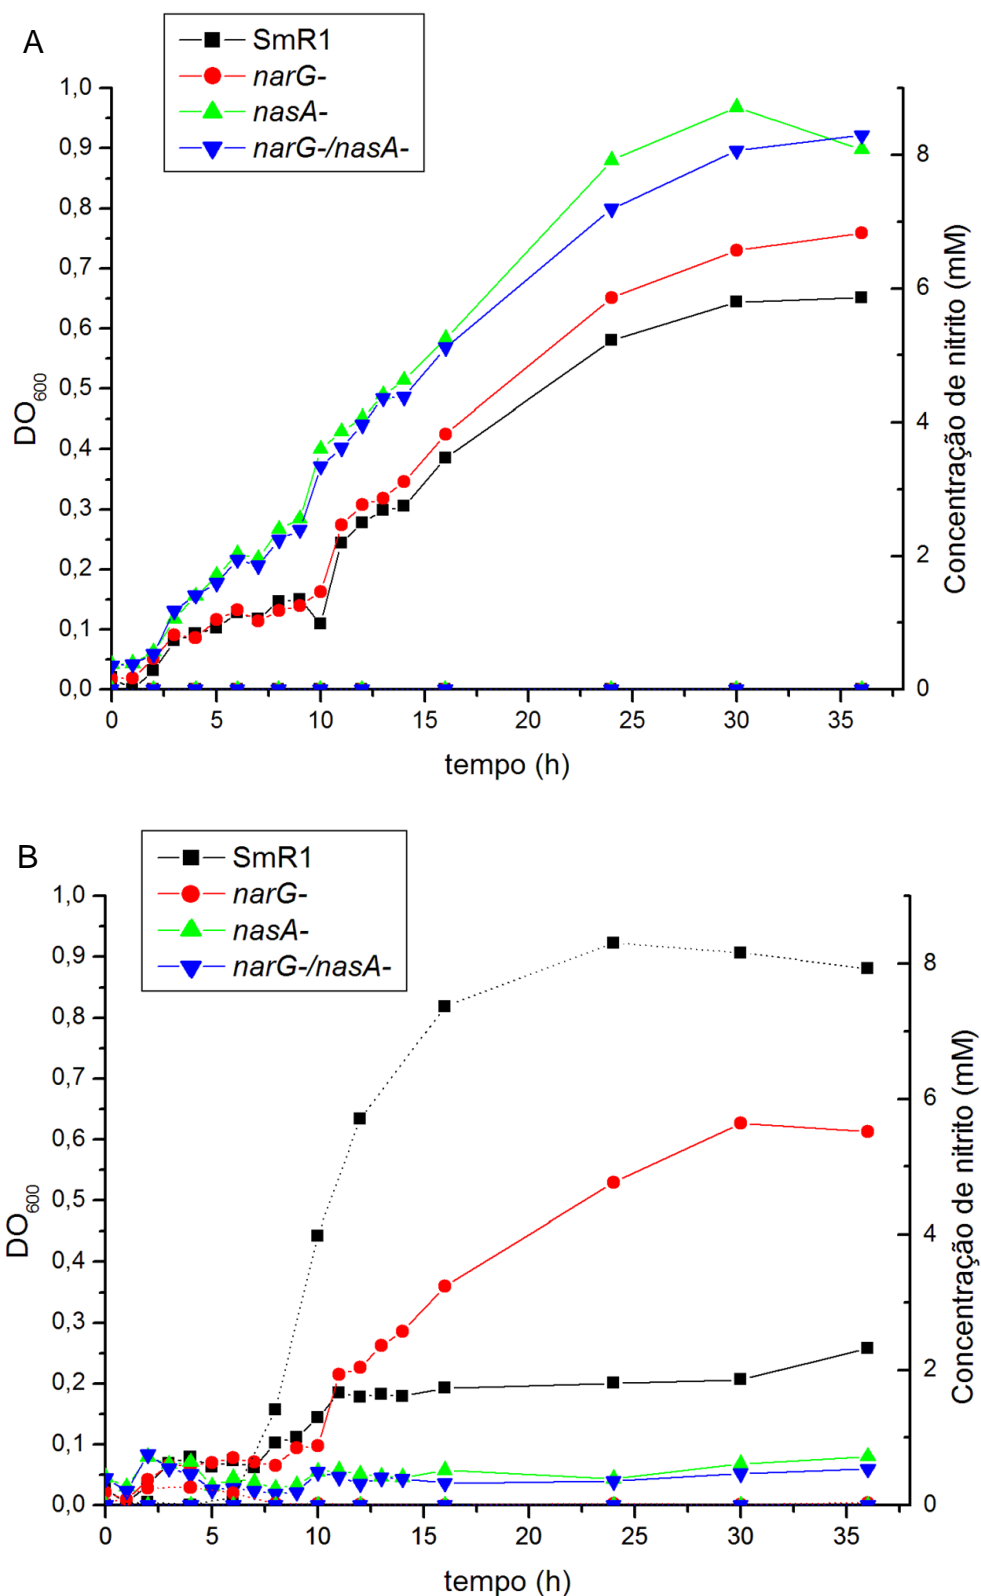 A
SmR1
narG-
nasA-
narG-/nasA-
1,0
0,9
0,8
0,7
0,6
0,5
0,4
0,3
0,2
0,1
0,0
DO600
8
6
4
2
0
Concentração de nitrito (mM)
0 5 10 15 20 25 30 35
tempo (h)
B
SmR1
narG-
nasA-
narG-/nasA-
1,0
0,9
0,8
0,7
0,6
0,5
0,4
0,3
0,2
0,1
0,0
DO600
8
6
4
2
0
Concentração de nitrito (mM)
0 5 10 15 20 25 30 35
tempo (h)